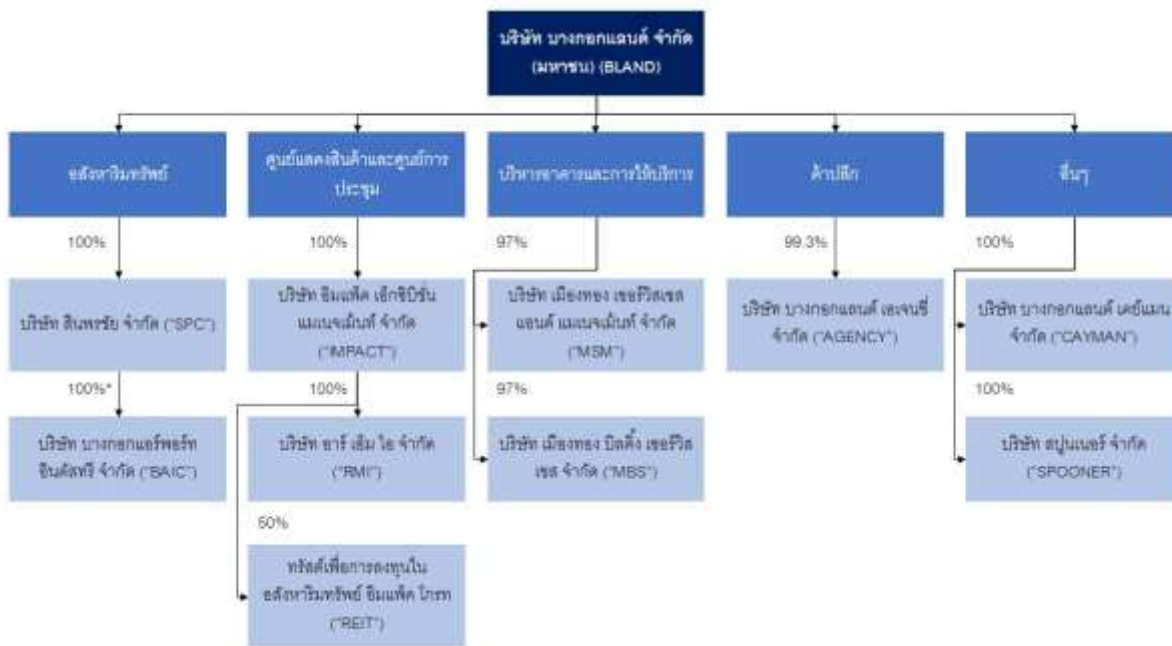 บริษัท บางกอกแลนด์ จำกัด
(มหาชน) (BLAND)
อสังหาริมทรัพย์
ศูนย์แสดงสินค้าและศูนย์การ
ประชุม
บริหารอาคารและการให้บริการ
ค้าปลีก
อื่นๆ
100%
100%
97%
99.3%
100%
บริษัท สินพรชัย จำกัด ("SPC")
บริษัท อิมแพ็ค เอ็กซิบิชั่น
แมเนจเม้นท์ จำกัด
("IMPACT")
บริษัท เมืองทอง เซอร์วิสเซส
แอนด์ แมเนจเม้นท์ จำกัด
("MSM")
บริษัท บางกอกแลนด์ เอเจนซี่
จำกัด ("AGENCY")
บริษัท บางกอกแลนด์ เคย์แมน
จำกัด ("CAYMAN")
100%*
100%
97%
100%
บริษัท บางกอกแอร์พอร์ท
อินดัสทรี จำกัด ("BAIC")
บริษัท อาร์ เอ็ม ไอ จำกัด
("RMI")
บริษัท เมืองทอง บิลดิ้ง เซอร์วิส
เซส จำกัด ("MBS")
บริษัท สปูนเนอร์ จำกัด
("SPOONER")
50%
ทรัสต์เพื่อการลงทุนใน
อสังหาริมทรัพย์ อิมแพ็ค โกรท
("REIT")